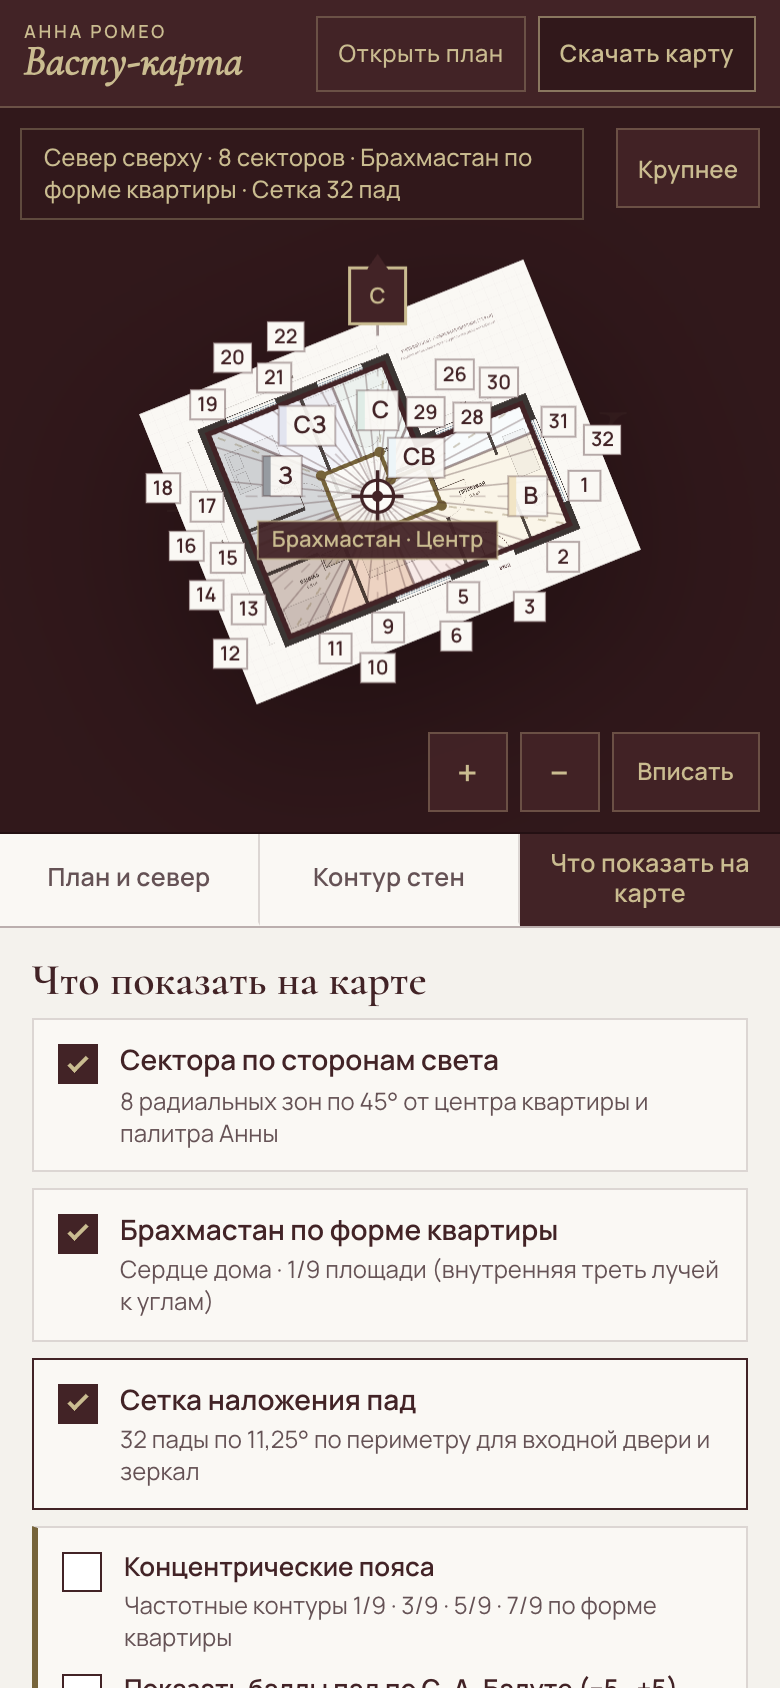 АННА РОМЕО
Васту-карта
Открыть план
Скачать карту
Север сверху · 8 секторов · Брахмастан по
форме квартиры · Сетка 32 пад
Крупнее
С
22
20
21
26
30
19
С
29
28
31
СЗ
32
СВ
З
18
17
В
1
Брахмастан · Центр
16
15
2
14
13
5
3
9
6
12
11
10
+
−
Вписать
План и север
Контур стен
Что показать на
карте
Что показать на карте
Сектора по сторонам света
8 радиальных зон по 45° от центра квартиры и
палитра Анны
Брахмастан по форме квартиры
Сердце дома · 1/9 площади (внутренняя треть лучей
к углам)
Сетка наложения пад
32 пады по 11,25° по периметру для входной двери и
зеркал
Концентрические пояса
Частотные контуры 1/9 · 3/9 · 5/9 · 7/9 по форме
квартиры